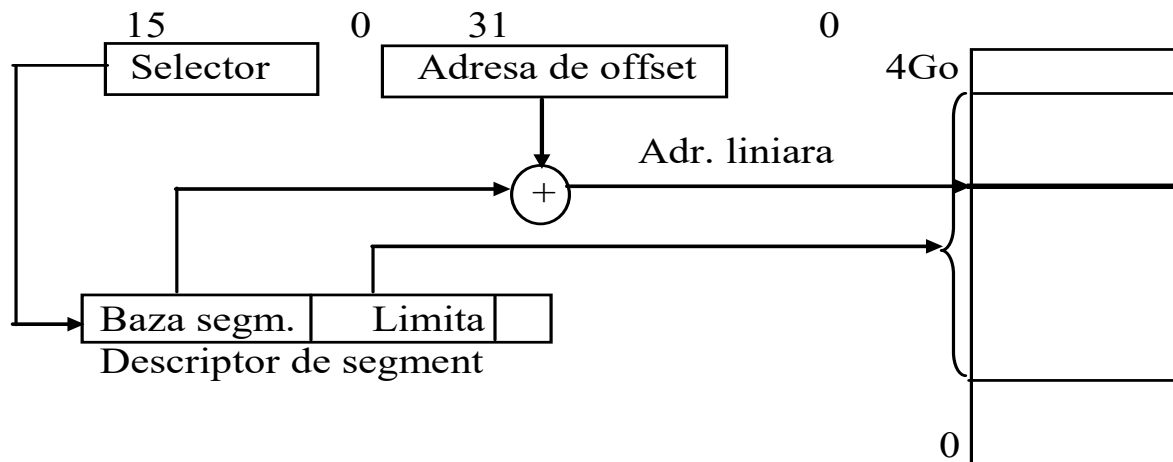 15 0 31 0
Selector Adresa de offset 4Go
Adr. liniara
+
Baza segm. Limita
Descriptor de segment
0